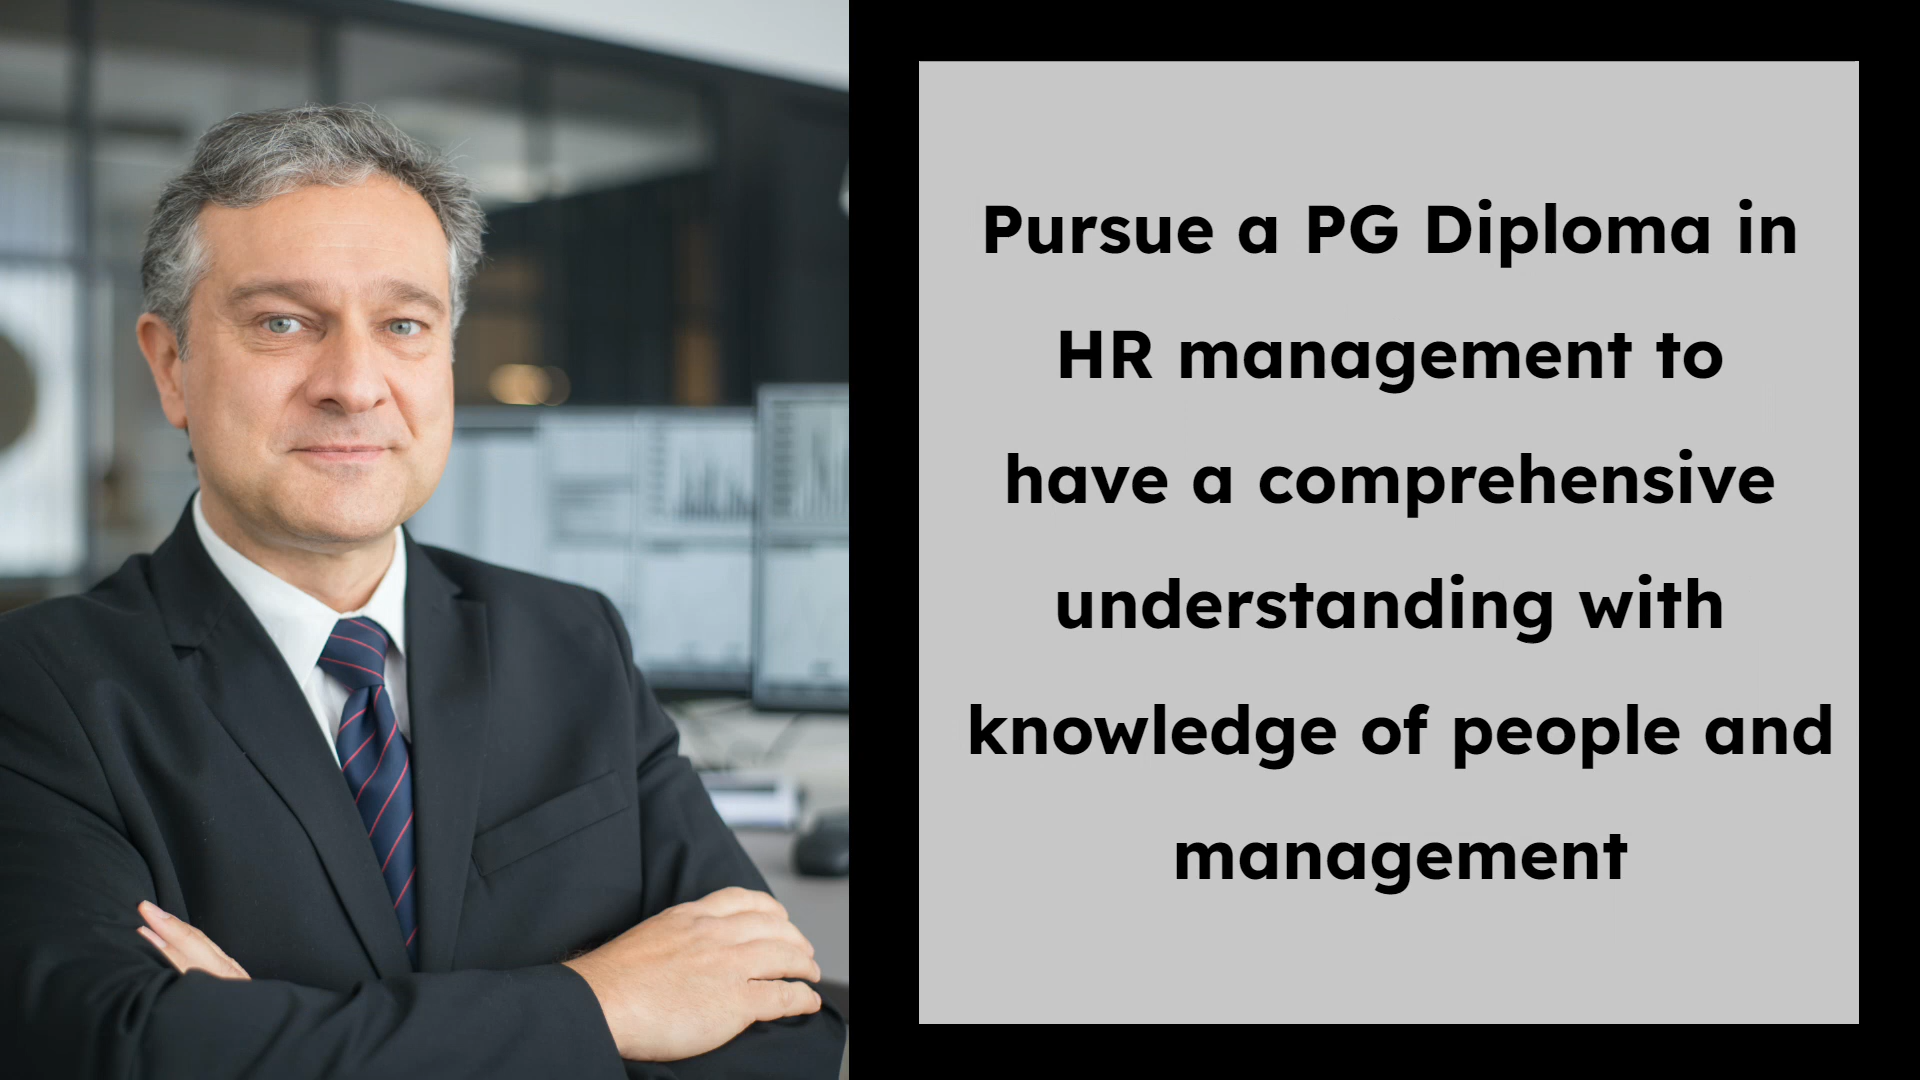 Pursue a PG Diploma in
HR management to
have a comprehensive
understanding with
knowledge of people and
management